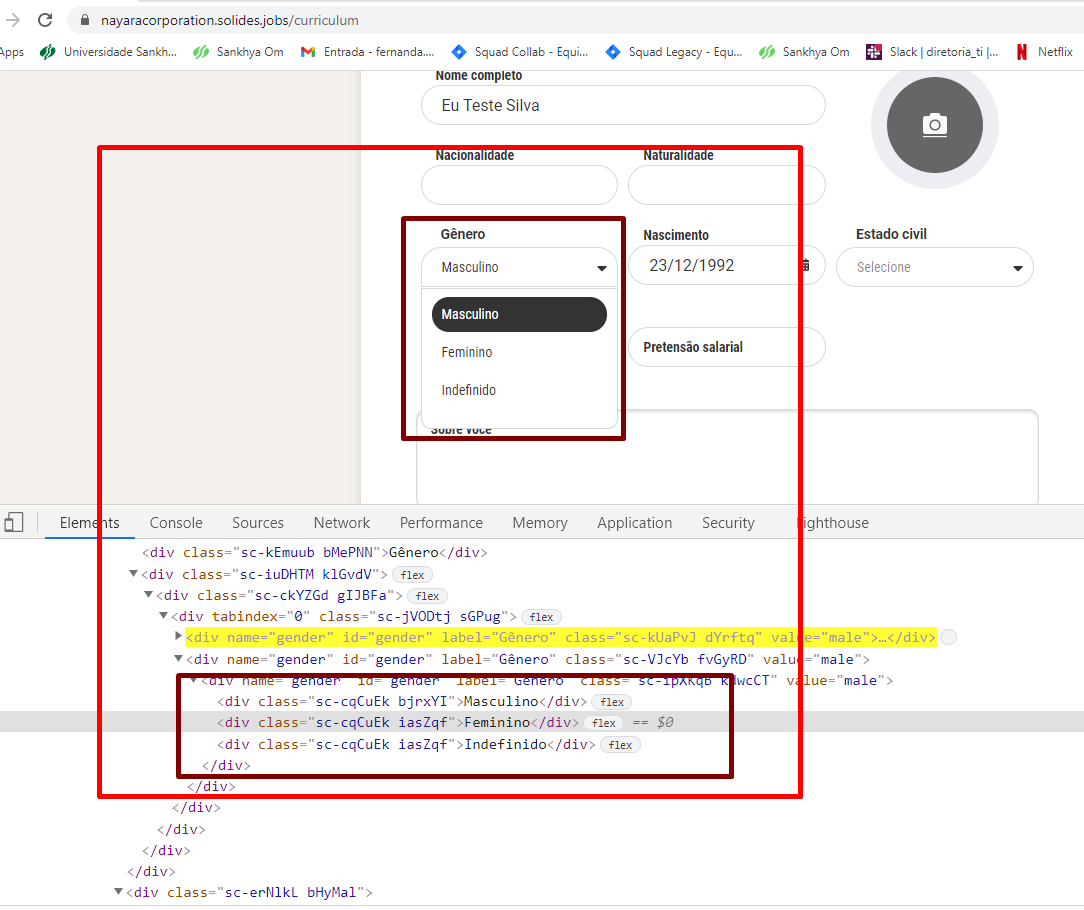 nayaracorporation.solides.jobs/curriculum
Apps Universidade Sankh... Sankhya Om Entrada - fernanda.... Squad Collab - Equi... Squad Legacy - Equ... Sankhya Om Slack | diretoria_ti |... Netflix
Nome completo
Eu Teste Silva
Nacionalidade Naturalidade
Gênero Nascimento Estado civil
Masculino 23/12/1992 Selecione
Masculino
Feminino Pretensão salarial
Indefinido
Sobre você
Elements Console Sources Network Performance Memory Application Security Lighthouse
<div class="sc-kEmuub bMePNN">Gênero</div>
<div class="sc-iuDHTM klGvdV"> flex
<div class="sc-ckYZGd gIJBFa"> flex
<div tabindex="0" class="sc-jVODtj sGPug"> flex
<div name="gender" id="gender" label="Gênero" class="sc-kUaPvJ dYrftq" value="male">…</div>
<div name="gender" id="gender" label="Gênero" class="sc-VJcYb fvGyRD" value="male">
<div name="gender" id="gender" label="Gênero" class="sc-ipXKqB kdwcCT" value="male">
<div class="sc-cqCuEk bjrxYI">Masculino</div> flex
<div class="sc-cqCuEk iasZqf">Feminino</div> flex == $0
<div class="sc-cqCuEk iasZqf">Indefinido</div> flex
</div>
</div>
</div>
</div>
</div>
</div>
<div class="sc-erNlkL bHyMal">